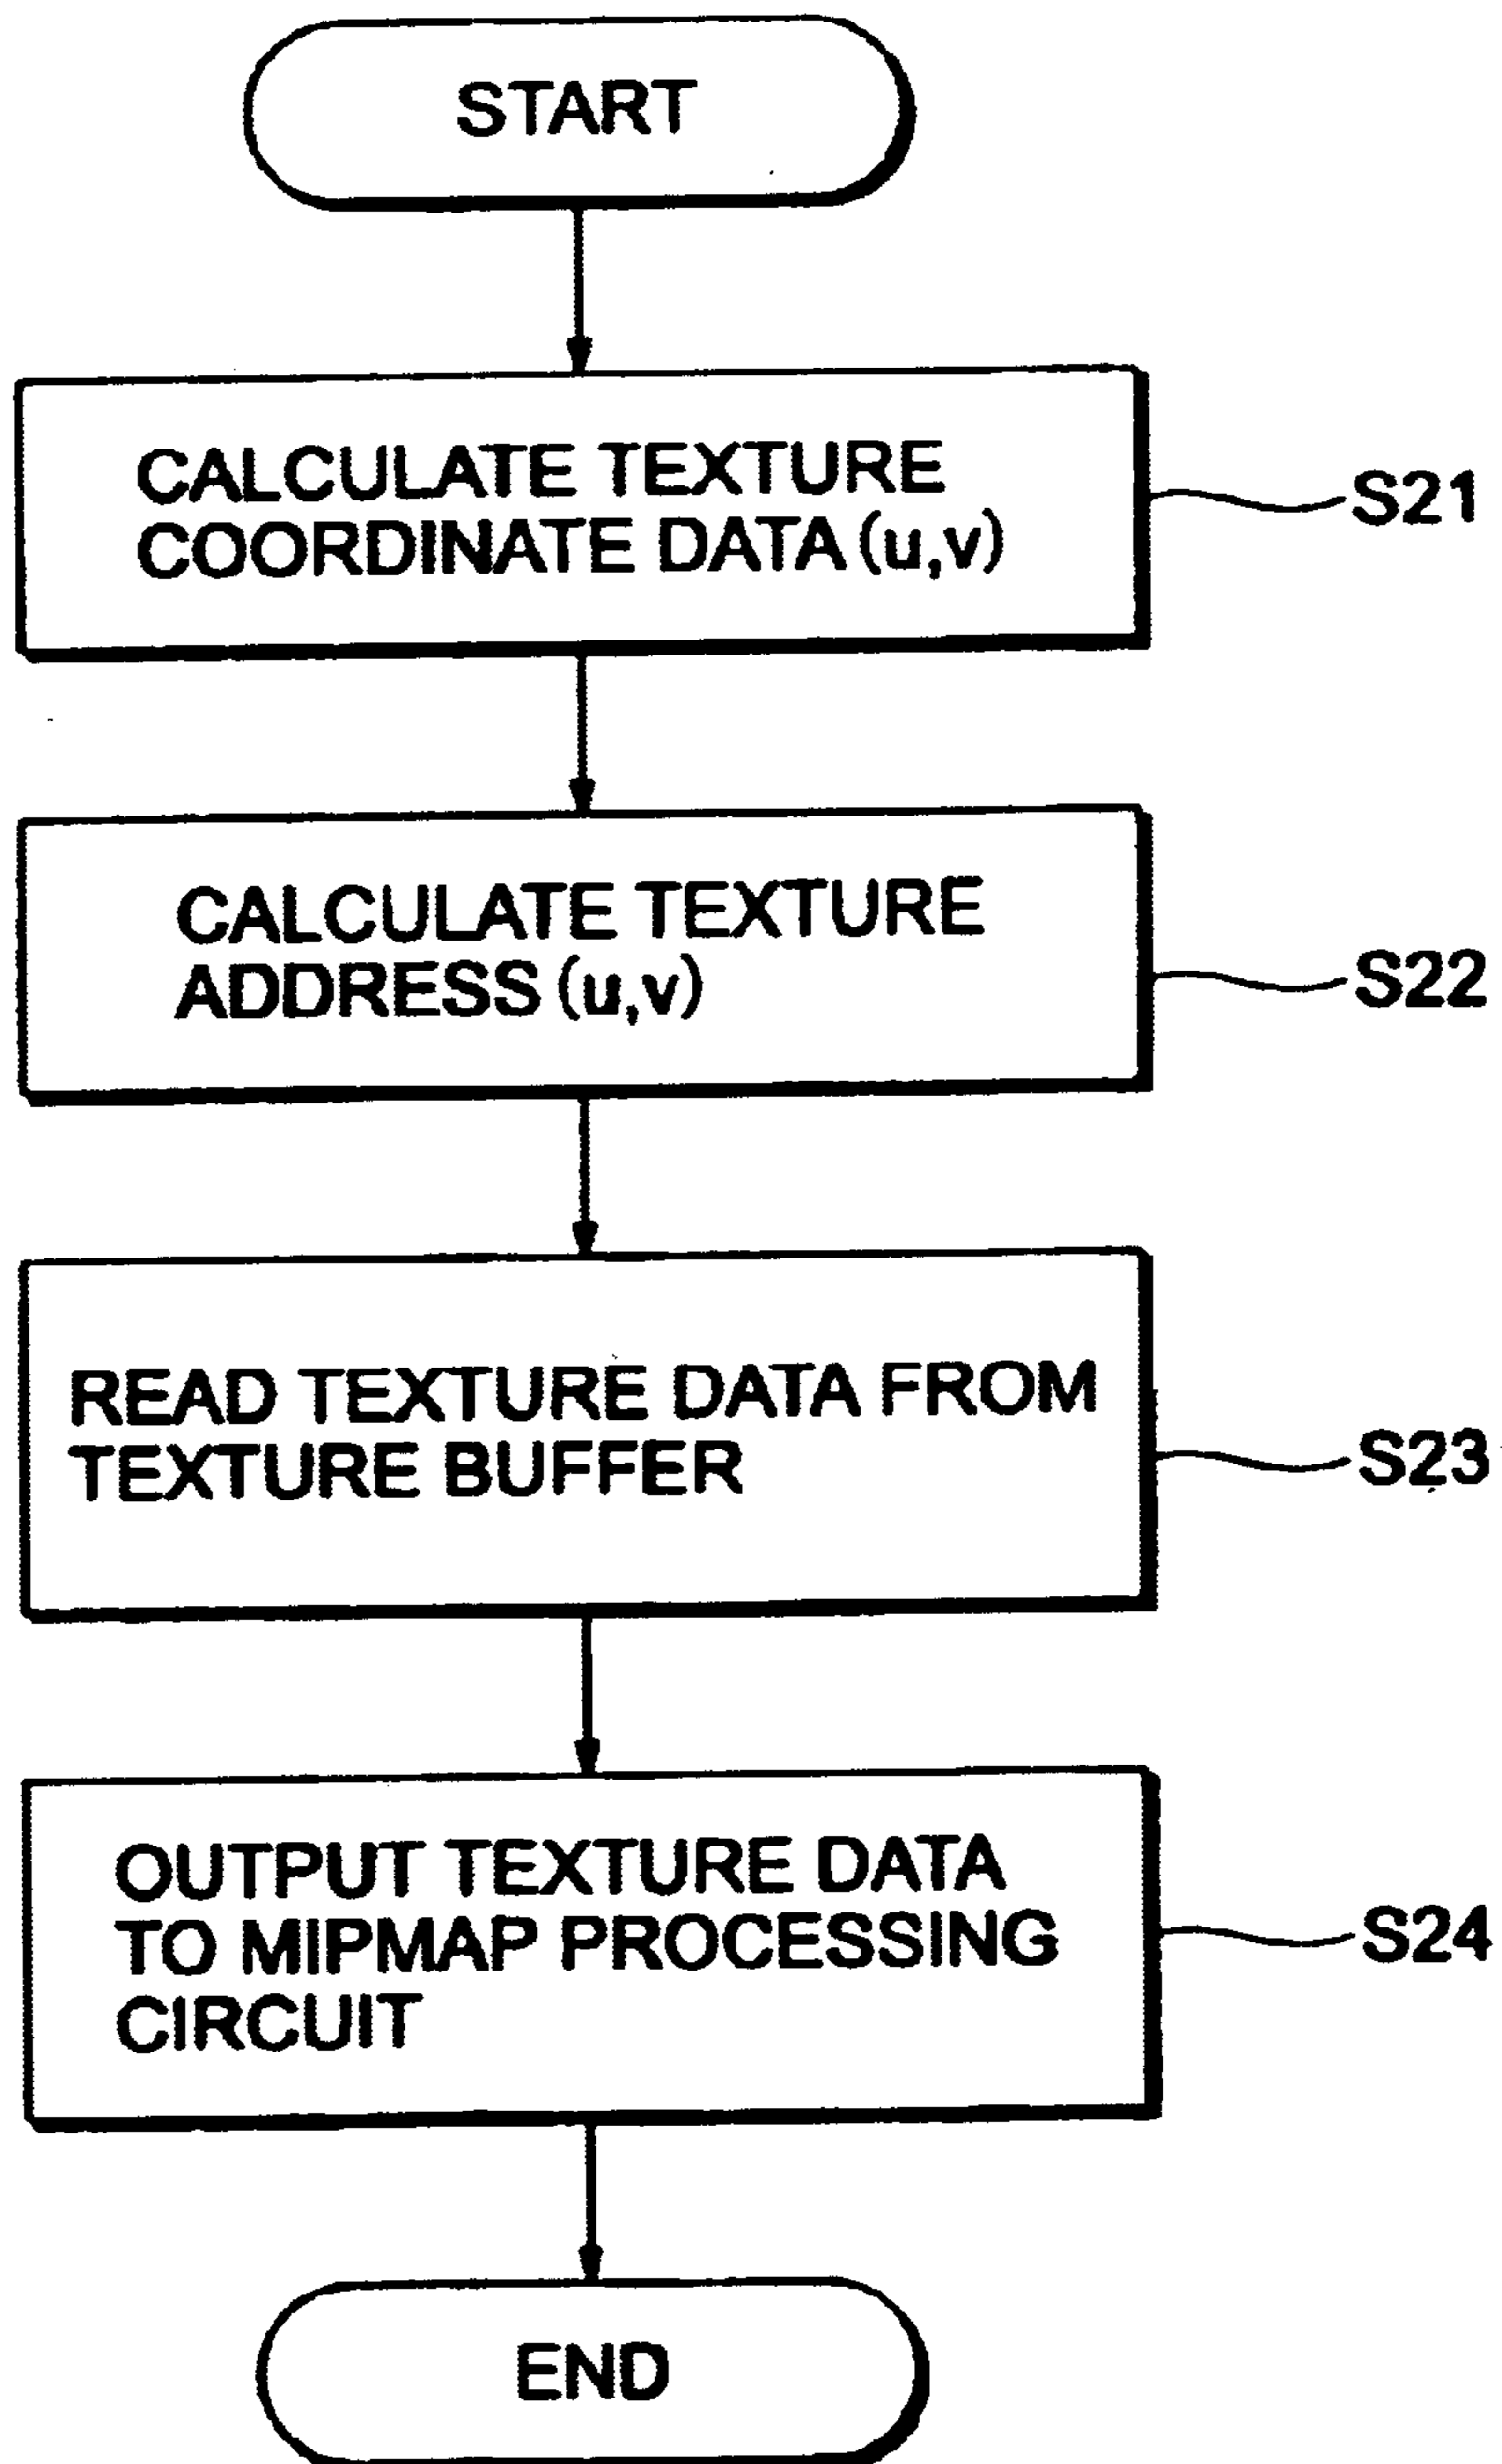 START
CALCULATE TEXTURE
COORDINATE DATA (u,v)
S21
CALCULATE TEXTURE
ADDRESS (u,v)
S22
READ TEXTURE DATA FROM
TEXTURE BUFFER
S23
OUTPUT TEXTURE DATA
TO MIPMAP PROCESSING
CIRCUIT
S24
END